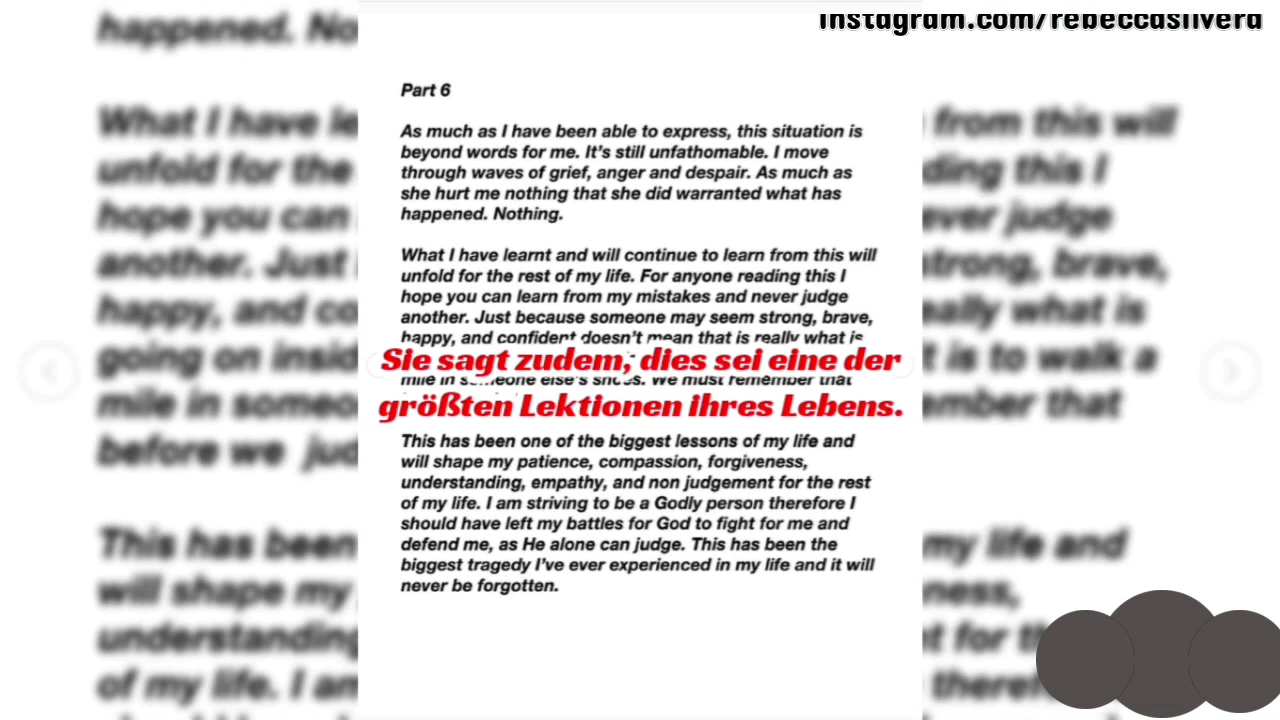 instagram.com/rebeccasilvera
Part 6
As much as I have been able to express, this situation is
beyond words for me. It's still unfathomable. I move
through waves of grief, anger and despair. As much as
she hurt me nothing that she did warranted what has
happened. Nothing.
What I have learnt and will continue to learn from this will
unfold for the rest of my life. For anyone reading this I
hope you can learn from my mistakes and never judge
another. Just because someone may seem strong, brave,
happy, and confident doesn't mean that is really what is
Sie sagt zudem, dies sei eine der
mile in someone else's shoes. We must remember that
größten Lektionen ihres Lebens.
This has been one of the biggest lessons of my life and
will shape my patience, compassion, forgiveness,
understanding, empathy, and non judgement for the rest
of my life. I am striving to be a Godly person therefore I
should have left my battles for God to fight for me and
defend me, as He alone can judge. This has been the
biggest tragedy I've ever experienced in my life and it will
never be forgotten.